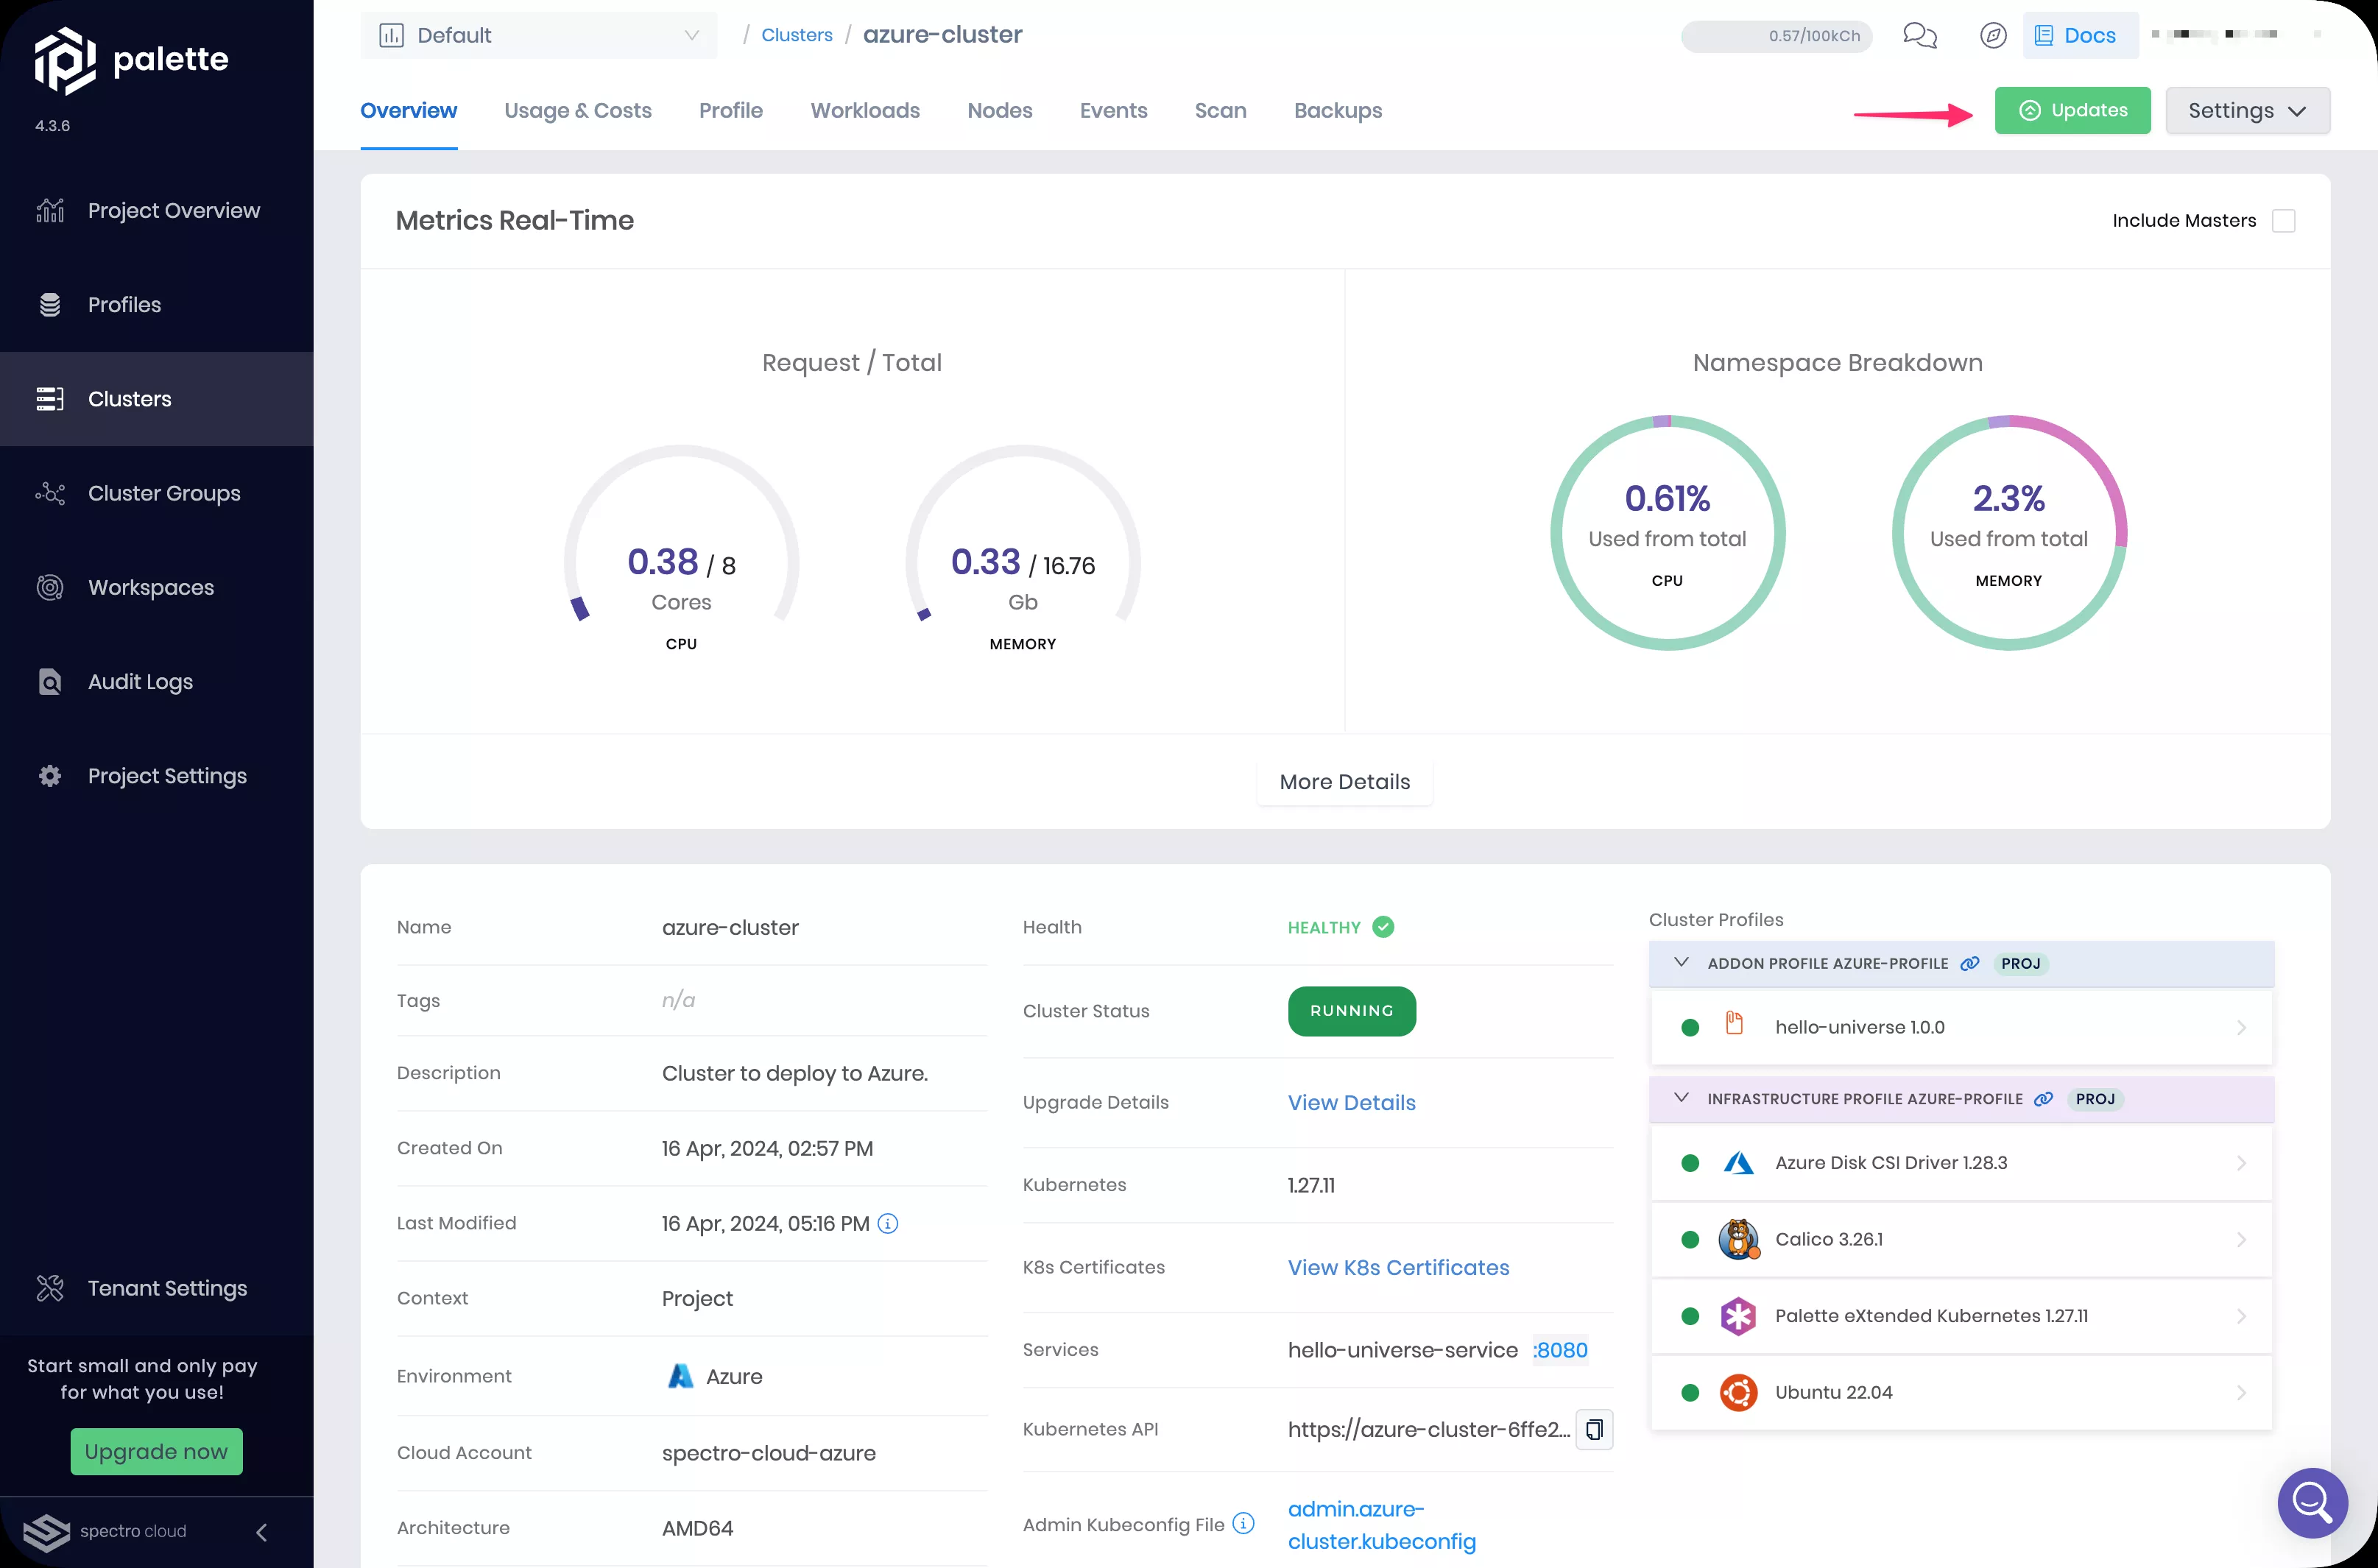 palette
4.3.6
Project Overview
Profiles
Clusters
Cluster Groups
Workspaces
Audit Logs
Project Settings
Tenant Settings
Start small and only pay
for what you use!
Upgrade now
spectro cloud
Default
/ Clusters / azure-cluster
0.57/100kCh
Docs
Overview
Usage & Costs
Profile
Workloads
Nodes
Events
Scan
Backups
Updates
Settings
Metrics Real-Time
Include Masters
Request / Total
0.38 / 8
Cores
CPU
0.33 / 16.76
Gb
MEMORY
Namespace Breakdown
0.61%
Used from total
CPU
2.3%
Used from total
MEMORY
More Details
Name azure-cluster
Tags n/a
Description Cluster to deploy to Azure.
Created On 16 Apr, 2024, 02:57 PM
Last Modified 16 Apr, 2024, 05:16 PM
Context Project
Environment Azure
Cloud Account spectro-cloud-azure
Architecture AMD64
Health HEALTHY
Cluster Status RUNNING
Upgrade Details View Details
Kubernetes 1.27.11
K8s Certificates View K8s Certificates
Services hello-universe-service :8080
Kubernetes API https://azure-cluster-6ffe2...
Admin Kubeconfig File admin.azure-
cluster.kubeconfig
Cluster Profiles
ADDON PROFILE AZURE-PROFILE PROJ
hello-universe 1.0.0
INFRASTRUCTURE PROFILE AZURE-PROFILE PROJ
Azure Disk CSI Driver 1.28.3
Calico 3.26.1
Palette eXtended Kubernetes 1.27.11
Ubuntu 22.04